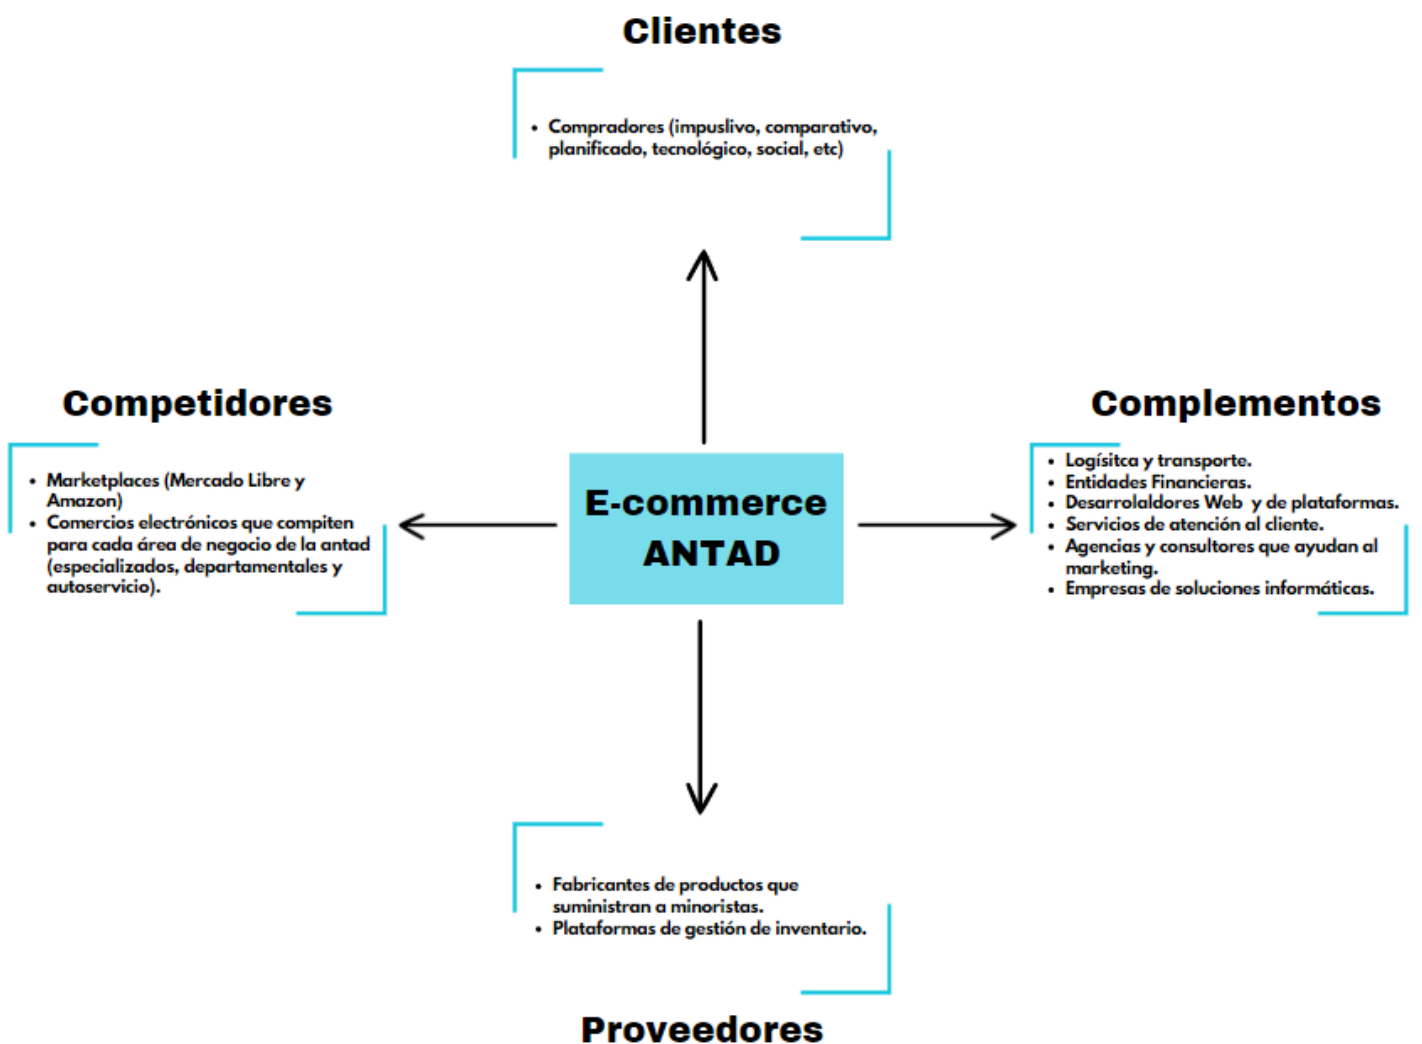 Clientes
• Compradores (impuslivo, comparativo,
planificado, tecnológico, social, etc)
Competidores
• Marketplaces (Mercado Libre y
Amazon)
• Comercios electrónicos que compiten
para cada área de negocio de la antad
(especializados, departamentales y
autoservicio).
E-commerce
ANTAD
Complementos
• Logísitca y transporte.
• Entidades Financieras.
• Desarrolaldores Web y de plataformas.
• Servicios de atención al cliente.
• Agencias y consultores que ayudan al
marketing.
• Empresas de soluciones informáticas.
• Fabricantes de productos que
suministran a minoristas.
• Plataformas de gestión de inventario.
Proveedores